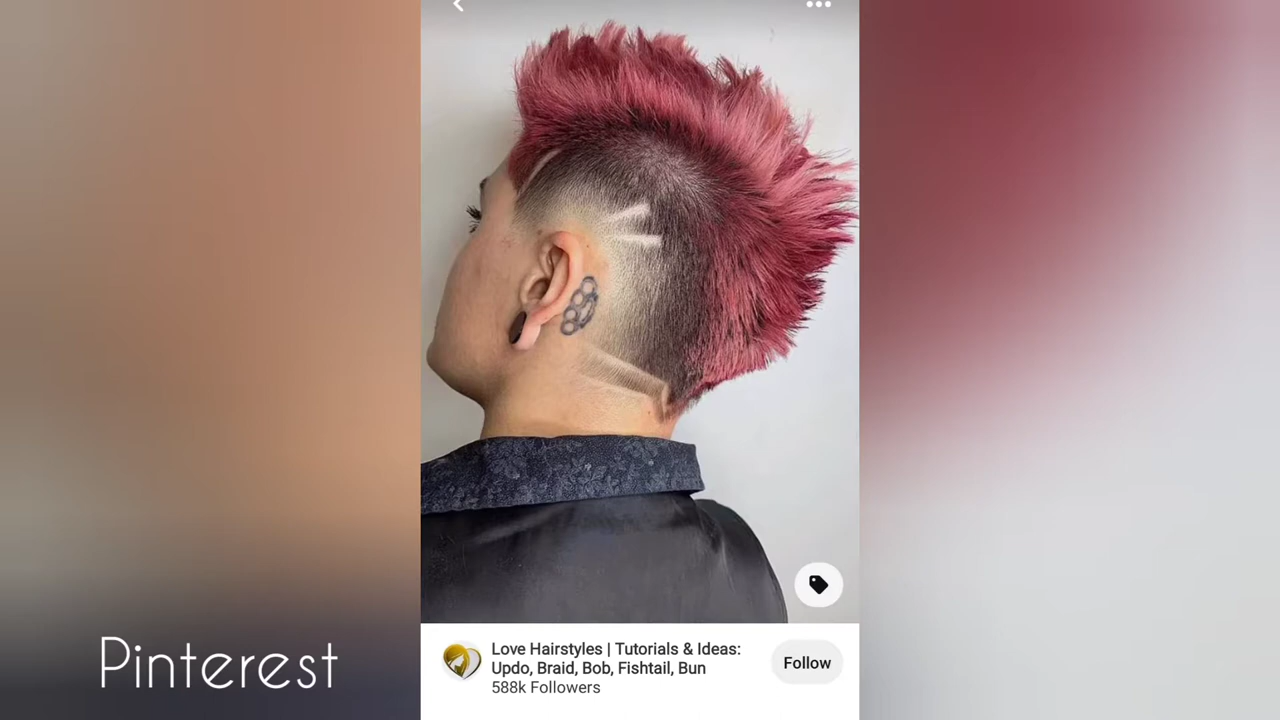 Love Hairstyles | Tutorials & Ideas:
Updo, Braid, Bob, Fishtail, Bun
588k Followers
Follow
Pinterest